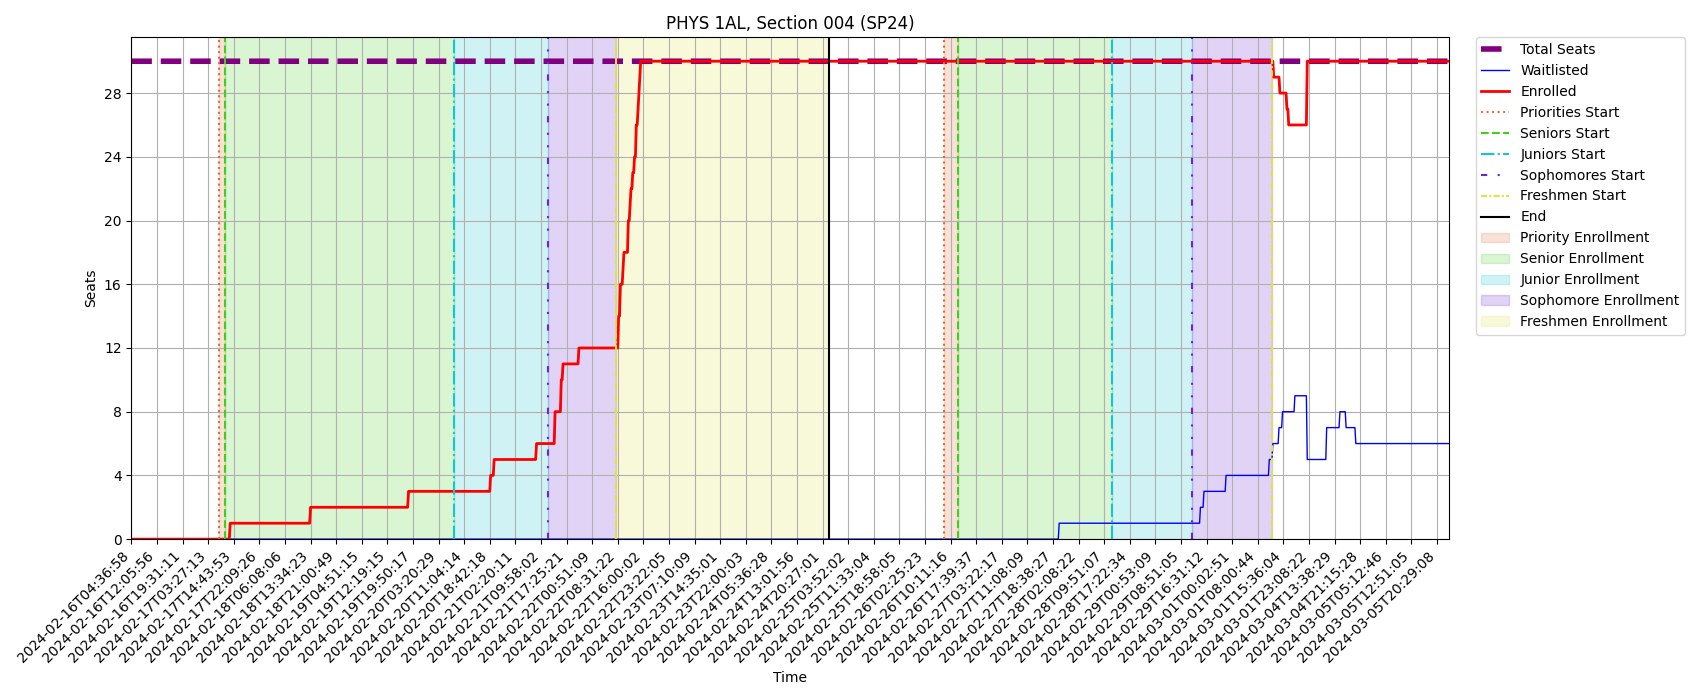 PHYS 1AL, Section 004 (SP24)
Seats
28
24
20
16
12
8
4
0
2024-02-16T04:36:58
2024-02-16T12:05:56
2024-02-16T19:31:11
2024-02-17T03:27:13
2024-02-17T14:43:53
2024-02-17T22:09:26
2024-02-18T06:08:06
2024-02-18T13:34:23
2024-02-18T21:00:49
2024-02-19T04:51:15
2024-02-19T12:19:15
2024-02-19T19:50:17
2024-02-20T03:20:29
2024-02-20T11:04:14
2024-02-20T18:42:18
2024-02-21T02:20:11
2024-02-21T09:58:02
2024-02-21T17:25:21
2024-02-22T00:51:09
2024-02-22T08:31:22
2024-02-22T16:00:02
2024-02-22T23:22:05
2024-02-23T07:10:09
2024-02-23T14:35:01
2024-02-23T22:00:03
2024-02-24T05:36:28
2024-02-24T13:01:56
2024-02-24T20:27:01
2024-02-25T03:52:02
2024-02-25T11:33:04
2024-02-25T18:58:05
2024-02-26T02:25:23
2024-02-26T10:11:16
2024-02-26T17:39:37
2024-02-27T03:22:17
2024-02-27T11:08:09
2024-02-27T18:38:27
2024-02-28T02:08:22
2024-02-28T09:51:07
2024-02-28T17:22:34
2024-02-29T00:53:09
2024-02-29T08:51:05
2024-02-29T16:31:12
2024-03-01T00:02:51
2024-03-01T08:00:44
2024-03-01T15:36:04
2024-03-01T23:08:22
2024-03-04T13:38:29
2024-03-04T21:15:28
2024-03-05T05:12:46
2024-03-05T12:51:05
2024-03-05T20:29:08
Time
Total Seats
Waitlisted
Enrolled
Priorities Start
Seniors Start
Juniors Start
Sophomores Start
Freshmen Start
End
Priority Enrollment
Senior Enrollment
Junior Enrollment
Sophomore Enrollment
Freshmen Enrollment